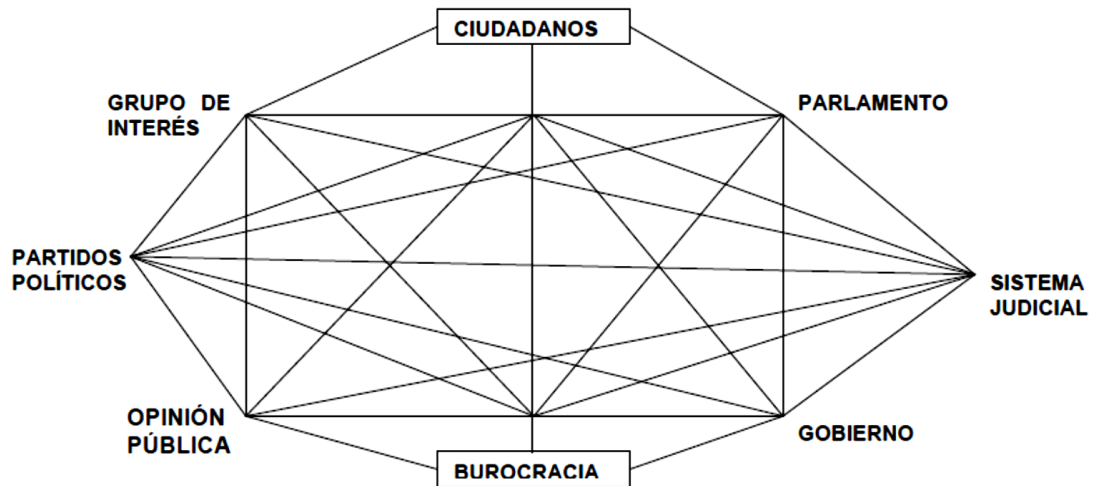 CIUDADANOS
GRUPO DE
INTERÉS
PARLAMENTO
PARTIDOS
POLÍTICOS
SISTEMA
JUDICIAL
OPINIÓN
PÚBLICA
GOBIERNO
BUROCRACIA